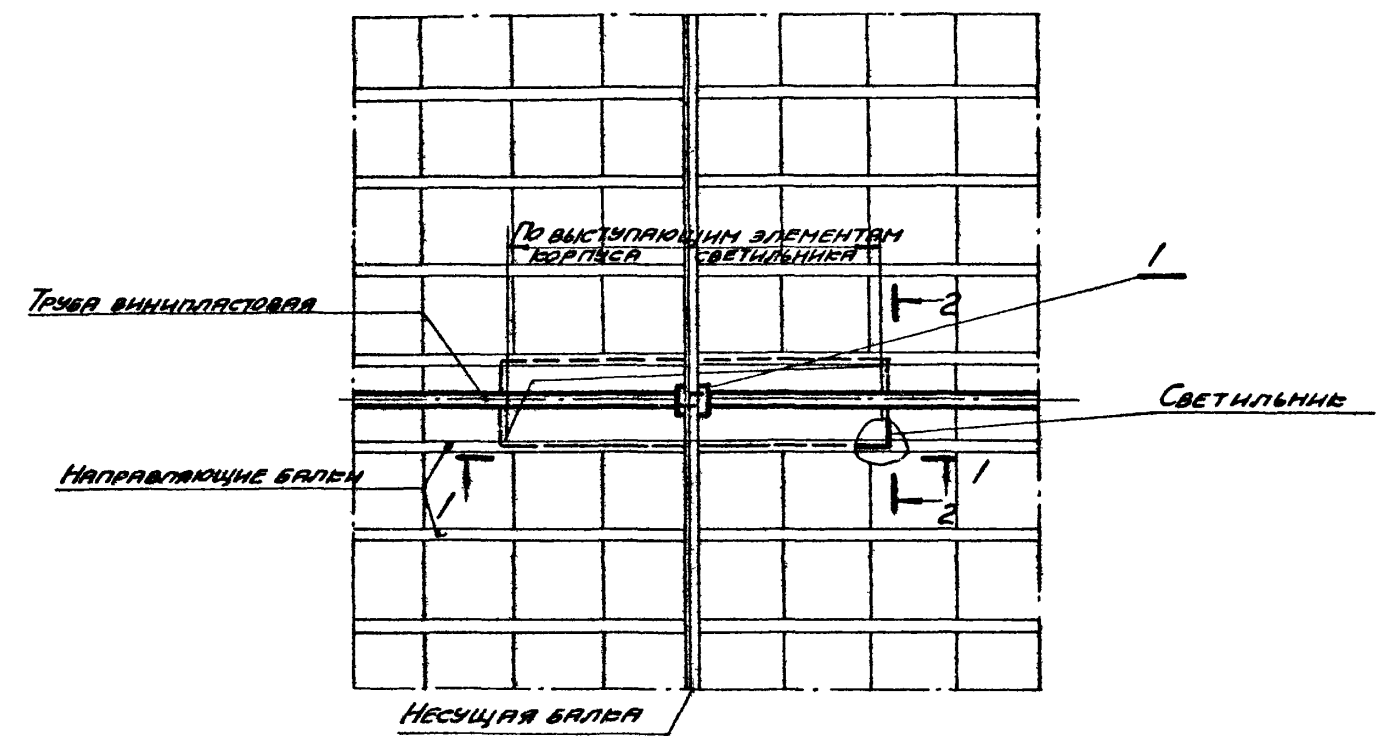 По выступающим элементам
корпуса светильника
1
Труба винипластовая
2
Светильник
Направляющие балки
1
1
2
Несущая балка